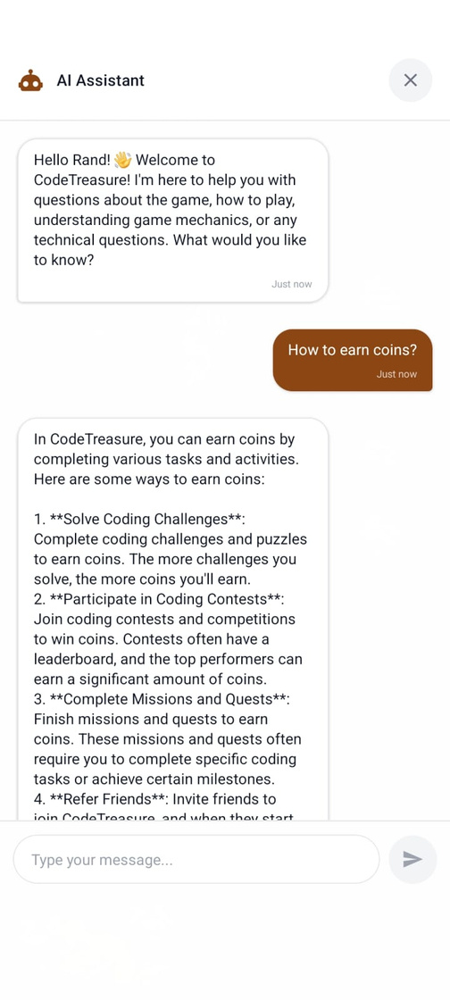 AI Assistant
Hello Rand! 👋 Welcome to
CodeTreasure! I'm here to help you with
questions about the game, how to play,
understanding game mechanics, or any
technical questions. What would you like
to know?
Just now
How to earn coins?
Just now
In CodeTreasure, you can earn coins by
completing various tasks and activities.
Here are some ways to earn coins:
1. **Solve Coding Challenges**:
Complete coding challenges and puzzles
to earn coins. The more challenges you
solve, the more coins you'll earn.
2. **Participate in Coding Contests**:
Join coding contests and competitions
to win coins. Contests often have a
leaderboard, and the top performers can
earn a significant amount of coins.
3. **Complete Missions and Quests**:
Finish missions and quests to earn
coins. These missions and quests often
require you to complete specific coding
tasks or achieve certain milestones.
4. **Refer Friends**: Invite friends to
join CodeTreasure, and when they start
Type your message...